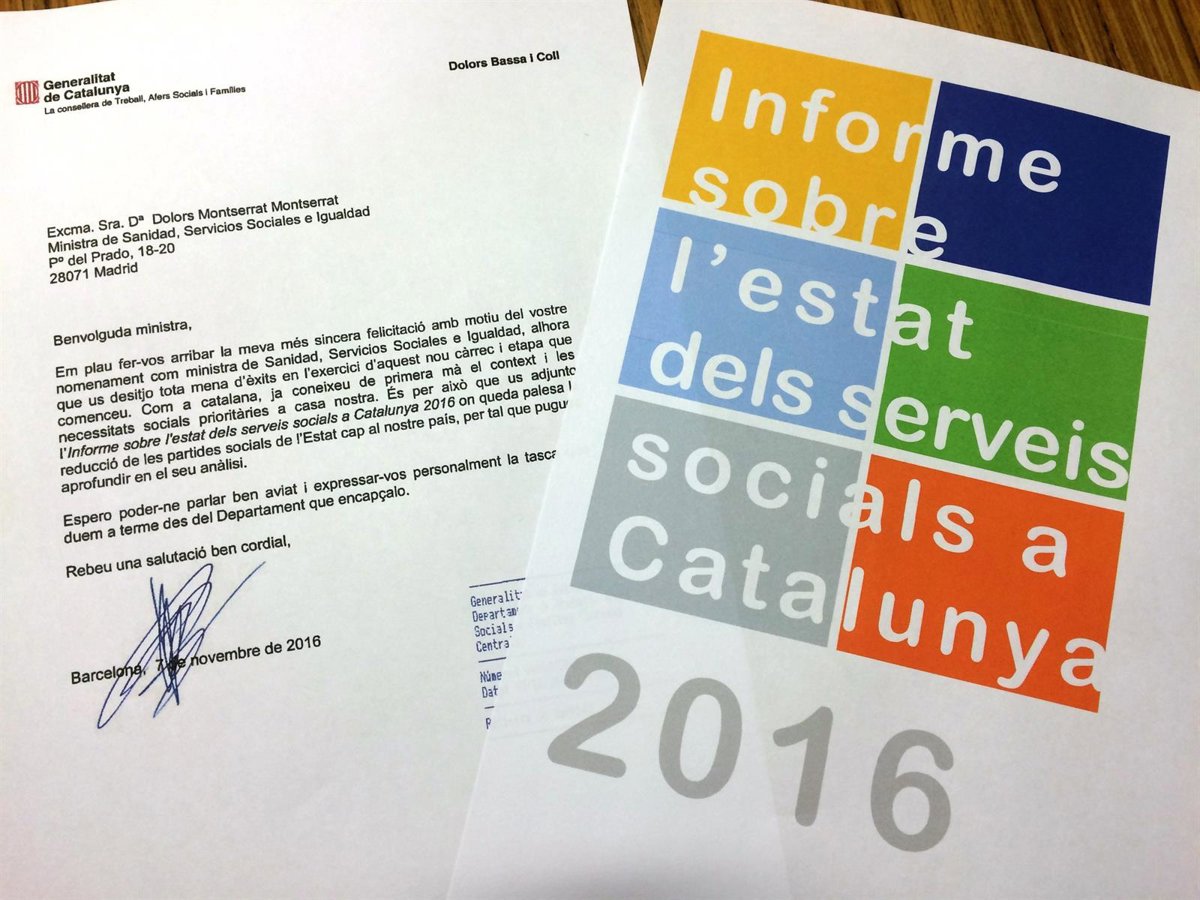 Generalitat
de Catalunya
La consellera de Treball, Afers Socials i Famílies
Dolors Bassa i Coll
Excma. Sra. Dª Dolors Montserrat Montserrat
Ministra de Sanidad, Servicios Sociales e Igualdad
Pº del Prado, 18-20
28071 Madrid
Benvolguda ministra,
Em plau fer-vos arribar la meva més sincera felicitació amb motiu del vostre
nomenament com ministra de Sanidad, Servicios Sociales e Igualdad, alhora
que us desitjo tota mena d'èxits en l'exercici d'aquest nou càrrec i etapa que
comenceu. Com a catalana, ja coneixeu de primera mà el context i les
necessitats socials prioritàries a casa nostra. És per això que us adjunto
l'Informe sobre l'estat dels serveis socials a Catalunya 2016 on queda palesa
reducció de les partides socials de l'Estat cap al nostre país, per tal que
aprofundir en el seu anàlisi.
Espero poder-ne parlar ben aviat i expressar-vos personalment la
duem a terme des del Departament que encapçalo.
Rebeu una salutació ben cordial,
Barcelona, 7 de novembre de 2016
Socials
Informe
sobre
l'estat
dels serveis
socials a
Catalunya
2016